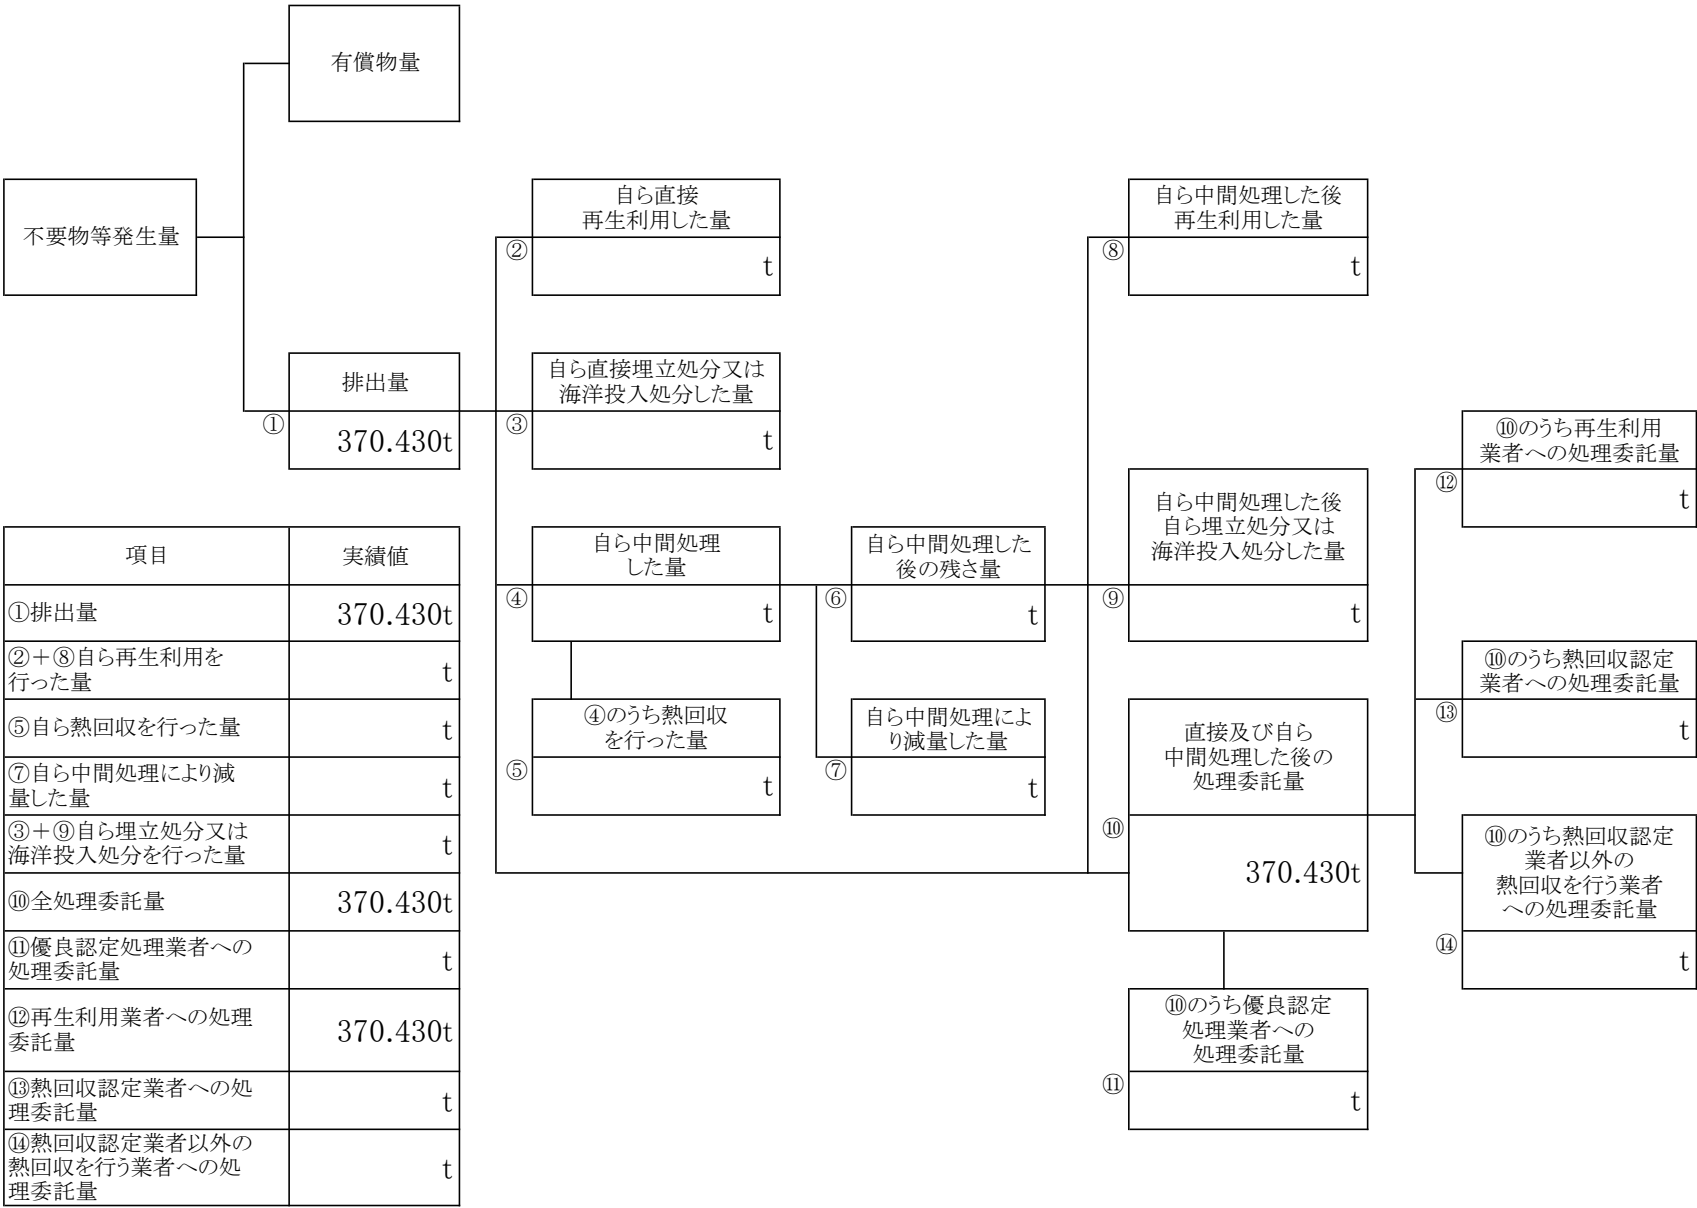 有償物量
不要物等発生量
自ら直接
再生利用した量
②
t
自ら中間処理した後
再生利用した量
⑧
t
排出量
①
370.430t
自ら直接埋立処分又は
海洋投入処分した量
③
t
⑩のうち再生利用
業者への処理委託量
⑫
t
自ら中間処理した後
自ら埋立処分又は
海洋投入処分した量
⑨
t
自ら中間処理
した量
④
t
自ら中間処理した
後の残さ量
⑥
t
⑩のうち熱回収認定
業者への処理委託量
⑬
t
④のうち熱回収
を行った量
⑤
t
自ら中間処理によ
り減量した量
⑦
t
直接及び自ら
中間処理した後の
処理委託量
⑩
370.430t
⑩のうち熱回収認定
業者以外の
熱回収を行う業者
への処理委託量
⑭
t
⑩のうち優良認定
処理業者への
処理委託量
⑪
t
項目 実績値
①排出量 370.430t
②＋⑧自ら再生利用を
行った量 t
⑤自ら熱回収を行った量 t
⑦自ら中間処理により減
量した量 t
③＋⑨自ら埋立処分又は
海洋投入処分を行った量 t
⑩全処理委託量 370.430t
⑪優良認定処理業者への
処理委託量 t
⑫再生利用業者への処理
委託量 370.430t
⑬熱回収認定業者への処
理委託量 t
⑭熱回収認定業者以外の
熱回収を行う業者への処
理委託量 t